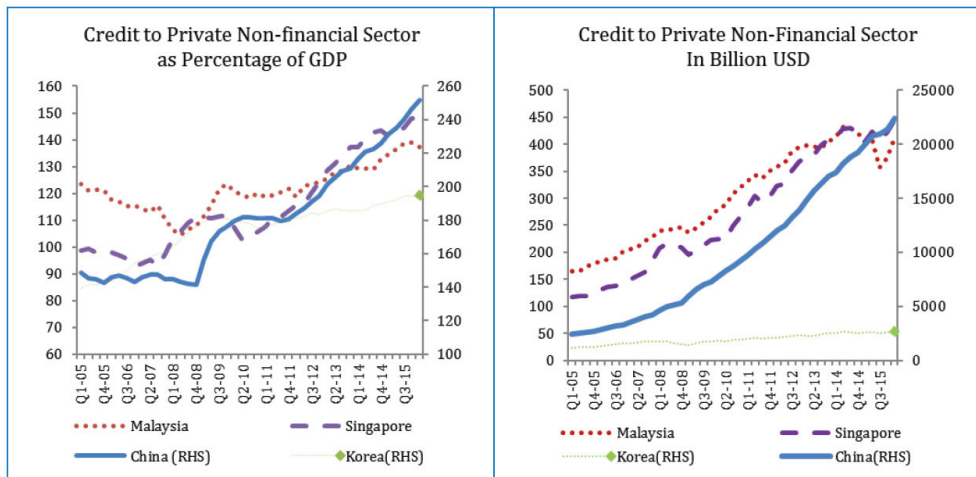 Credit to Private Non-financial Sector
as Percentage of GDP
160
150
140
130
120
110
100
90
80
70
60
260
240
220
200
180
160
140
120
100
Q1-05
Q4-05
Q3-06
Q2-07
Q1-08
Q4-08
Q3-09
Q2-10
Q1-11
Q4-11
Q3-12
Q2-13
Q1-14
Q4-14
Q3-15
Malaysia
Singapore
China (RHS)
Korea(RHS)
Credit to Private Non-Financial Sector
In Billion USD
500
450
400
350
300
250
200
150
100
50
0
25000
20000
15000
10000
5000
0
Q1-05
Q4-05
Q3-06
Q2-07
Q1-08
Q4-08
Q3-09
Q2-10
Q1-11
Q4-11
Q3-12
Q2-13
Q1-14
Q4-14
Q3-15
Malaysia
Singapore
Korea(RHS)
China(RHS)